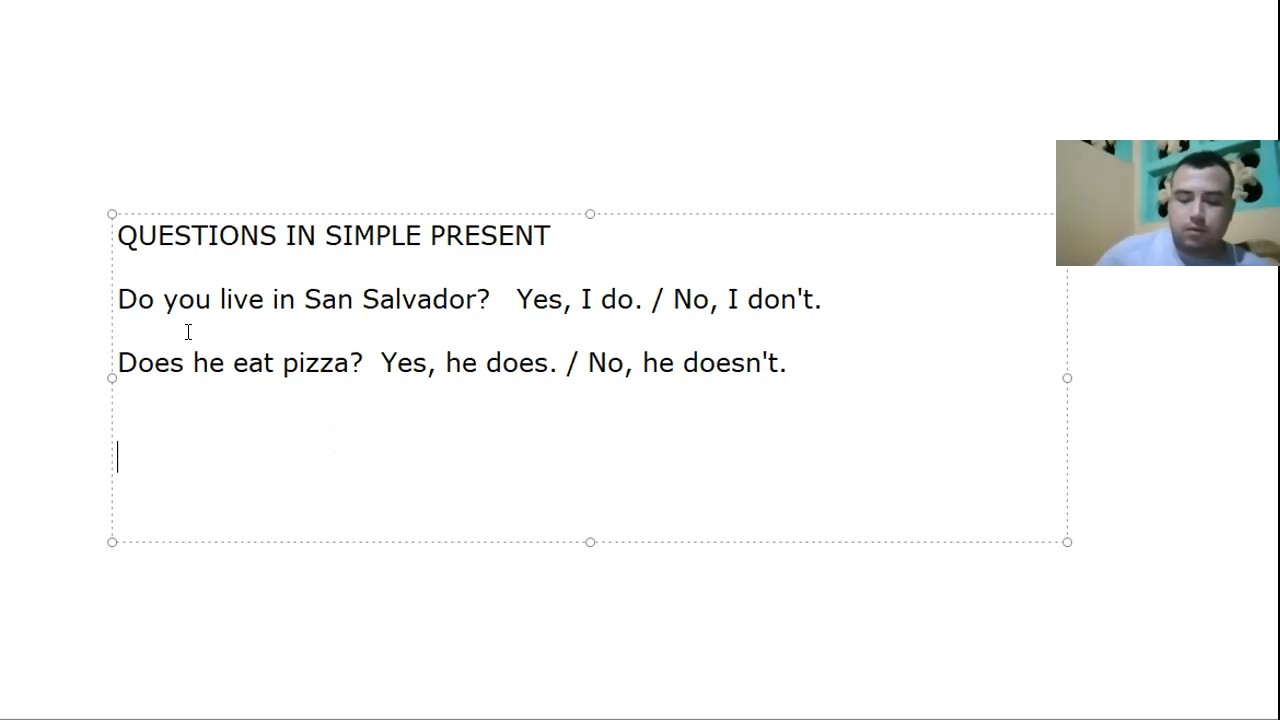 QUESTIONS IN SIMPLE PRESENT
Do you live in San Salvador? Yes, I do. / No, I don't.
Does he eat pizza? Yes, he does. / No, he doesn't.